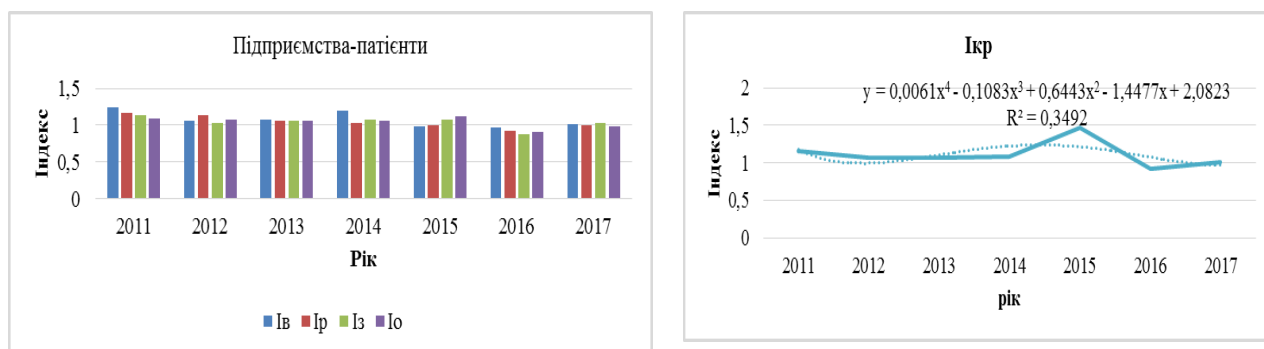 Підприємства-патієнти
Індекс
1,5
1
0,5
0
2011 2012 2013 2014 2015 2016 2017
Рік
Ів Ір Із Іо
Ікр
y = 0,0061x⁴ - 0,1083x³ + 0,6443x² - 1,4477x + 2,0823
R² = 0,3492
Індекс
2
1,5
1
0,5
0
2011 2012 2013 2014 2015 2016 2017
рік